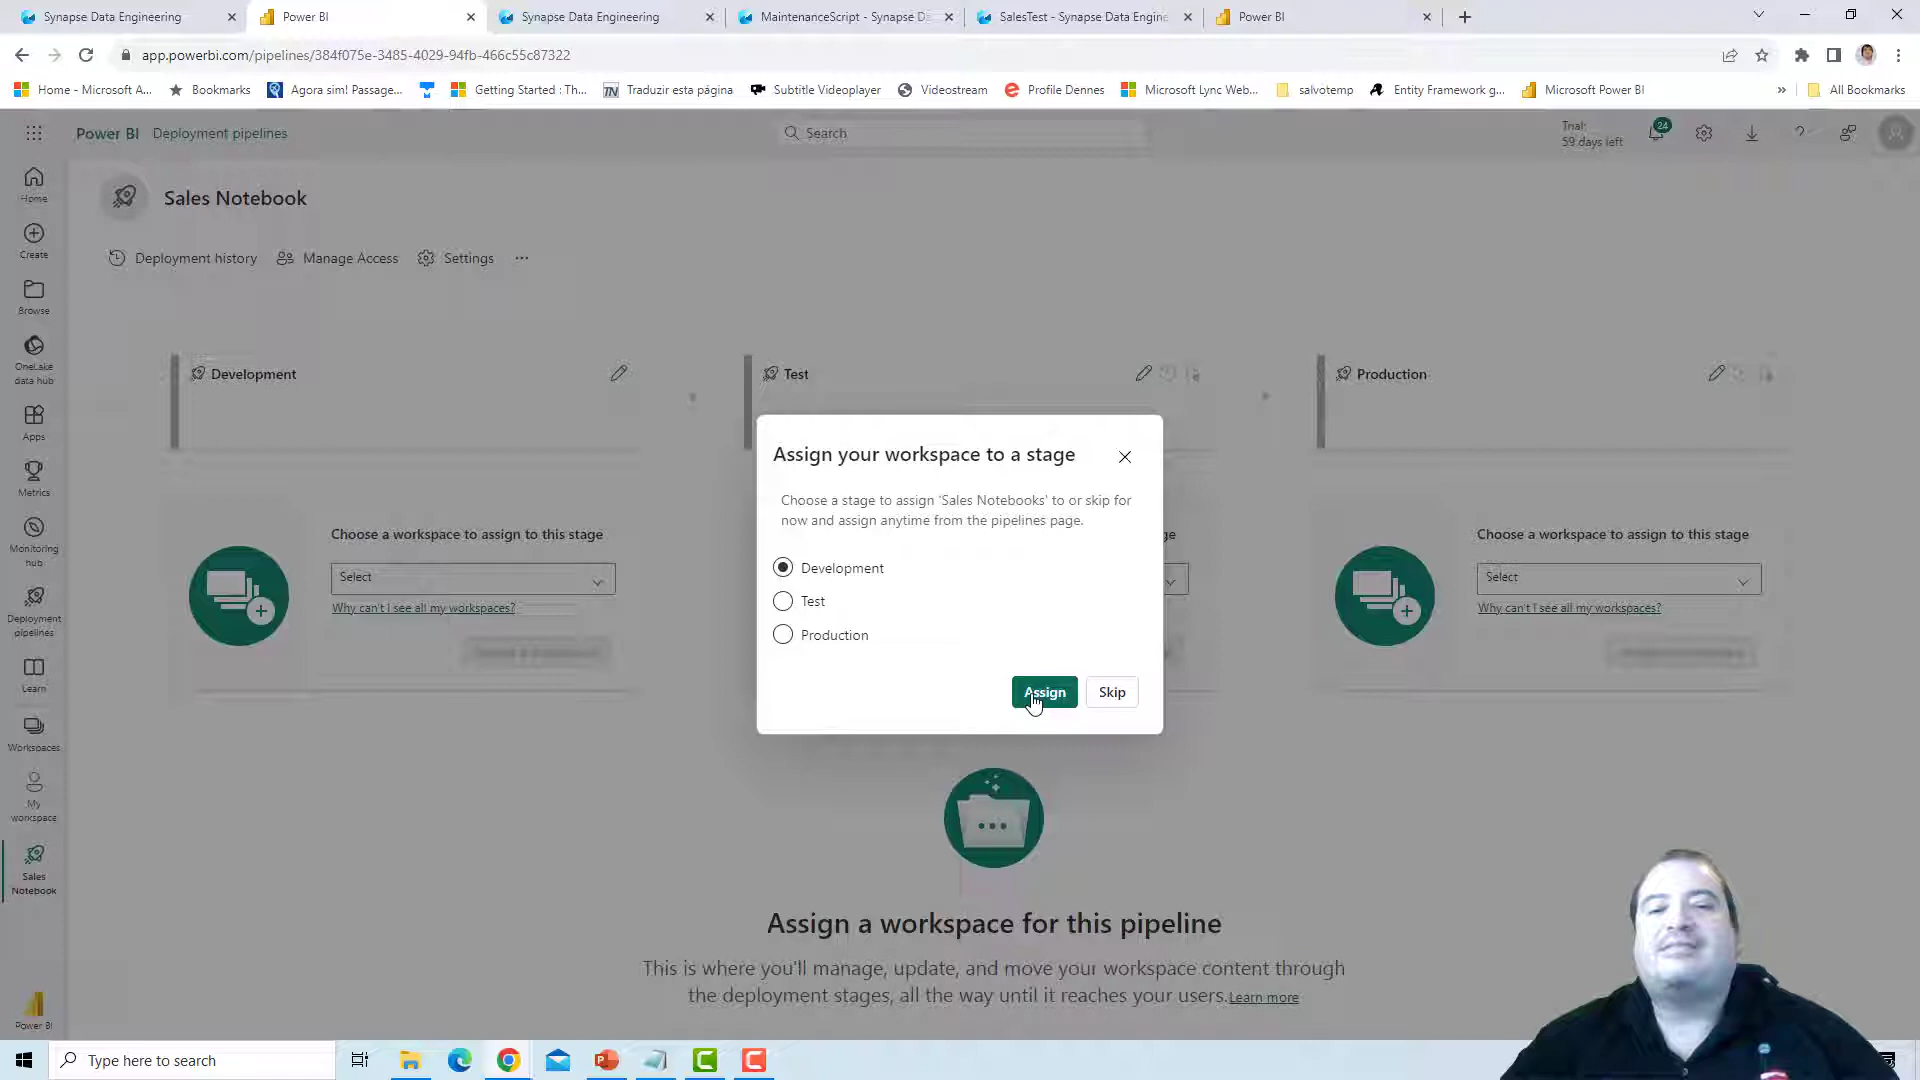 Synapse Data Engineering
Power BI
Synapse Data Engineering
MaintenanceScript - Synapse Da
SalesTest - Synapse Data Engine
Power BI
app.powerbi.com/pipelines/384f075e-3485-4029-94fb-466c55c87322
Home - Microsoft A...
Bookmarks
Agora sim! Passage...
Getting Started : Th...
Traduzir esta página
Subtitle Videoplayer
Videostream
Profile Dennes
Microsoft Lync Web...
salvotemp
Entity Framework g...
Microsoft Power BI
»
All Bookmarks
Power BI
Deployment pipelines
Search
Trial:
59 days left
24
Home
Create
Browse
OneLake
data hub
Apps
Metrics
Monitoring
hub
Deployment
pipelines
Learn
Workspaces
My
workspace
Sales
Notebook
Power BI
Sales Notebook
Deployment history
Manage Access
Settings
...
Development
Test
Production
Choose a workspace to assign to this stage
Select
Why can't I see all my workspaces?
Choose a workspace to assign to this stage
Select
Why can't I see all my workspaces?
Assign your workspace to a stage
Choose a stage to assign 'Sales Notebooks' to or skip for
now and assign anytime from the pipelines page.
Development
Test
Production
Assign
Skip
Assign a workspace for this pipeline
This is where you'll manage, update, and move your workspace content through
the deployment stages, all the way until it reaches your users. Learn more
Type here to search